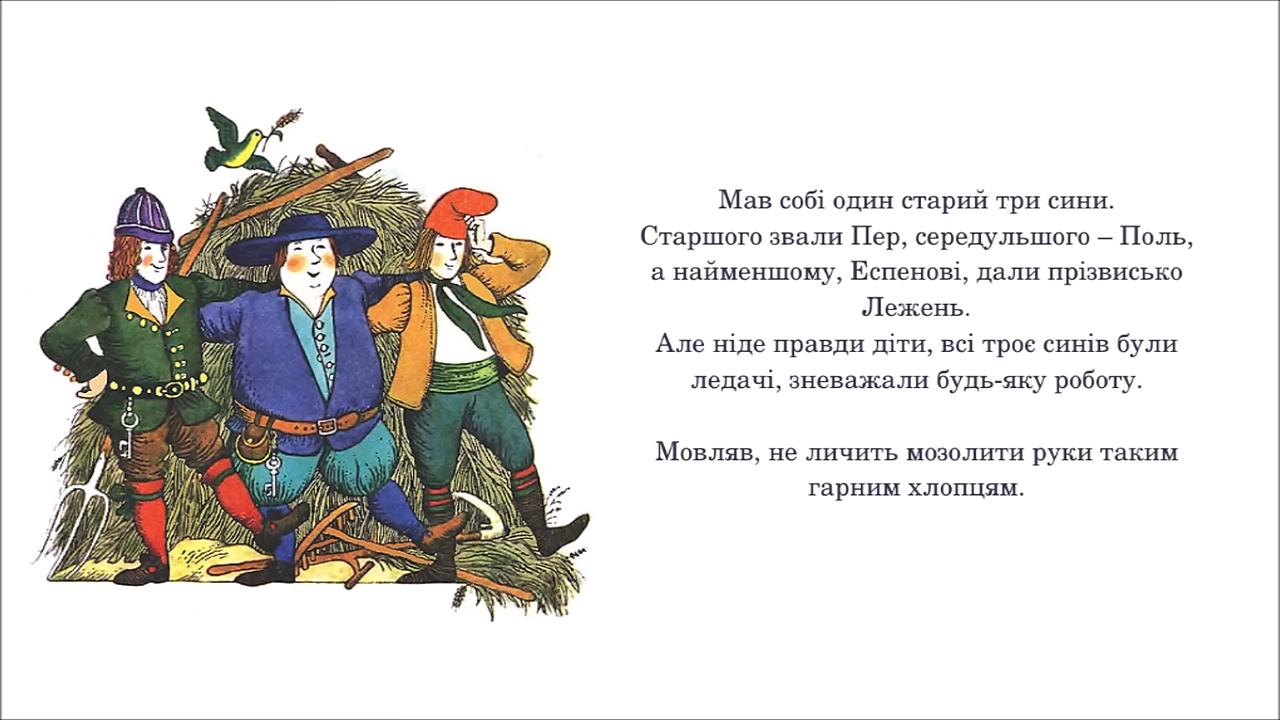 Мав собі один старий три сини.
Старшого звали Пер, середульшого – Поль,
а найменшому, Еспенові, дали прізвисько
Лежень.
Але ніде правди діти, всі троє синів були
ледачі, зневажали будь-яку роботу.
Мовляв, не личить мозолити руки таким
гарним хлопцям.